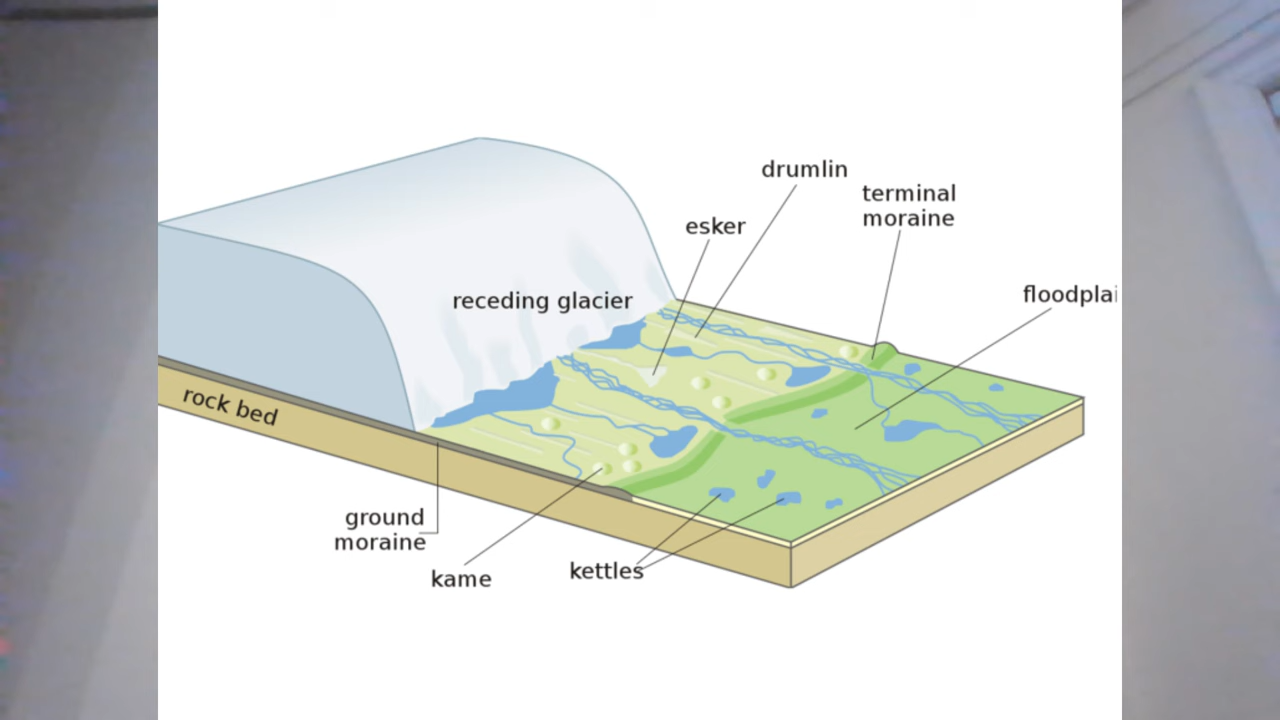 drumlin
terminal
moraine
esker
floodplai
receding glacier
rock bed
ground
moraine
kame
kettles